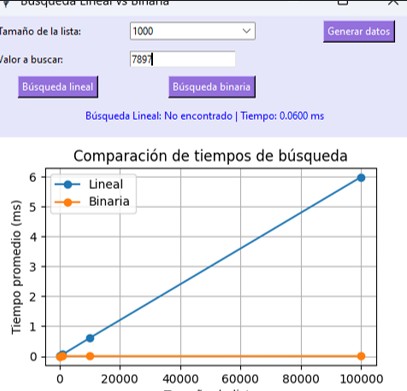 Búsqueda Lineal vs Binaria
Tamaño de la lista: 1000 Generar datos
Valor a buscar: 7897
Búsqueda lineal Búsqueda binaria
Búsqueda Lineal: No encontrado | Tiempo: 0.0600 ms
Comparación de tiempos de búsqueda
Lineal
Binaria
Tiempo promedio (ms)
6
5
4
3
2
1
0
0 20000 40000 60000 80000 100000